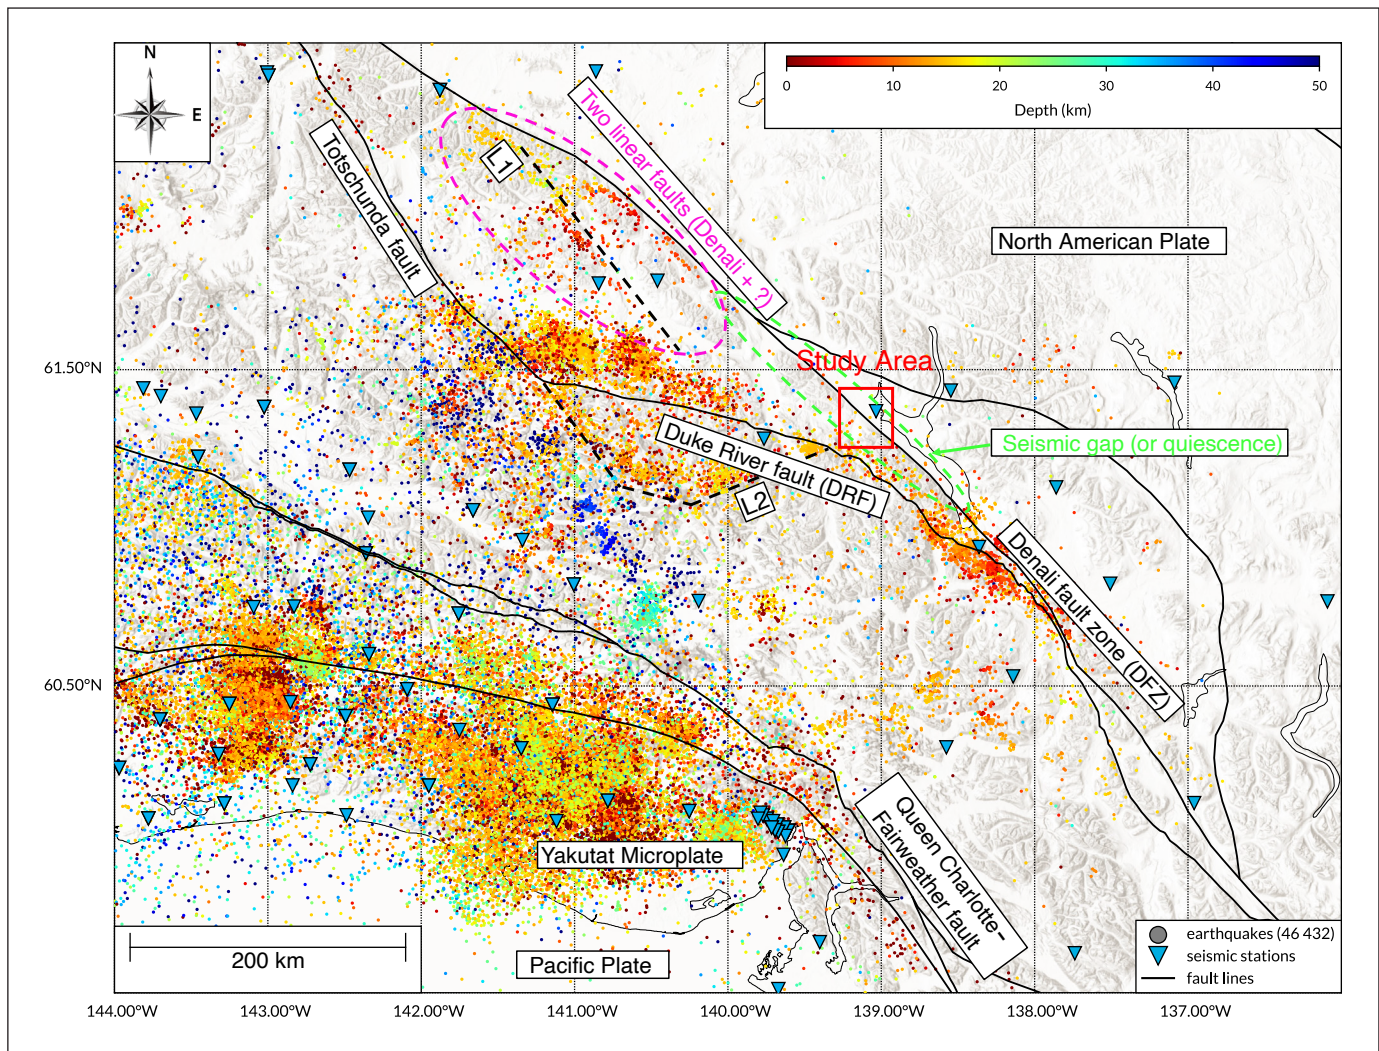 N
E
0
10
20
30
40
50
Depth (km)
Totschunda fault
L1
Two linear faults (Denali + ?)
North American Plate
Study Area
61.50°N
Duke River fault (DRF)
Seismic gap (or quiescence)
L2
Denali fault zone (DFZ)
60.50°N
Yakutat Microplate
Queen Charlotte-
Fairweather fault
200 km
Pacific Plate
earthquakes (46 432)
seismic stations
fault lines
144.00°W
143.00°W
142.00°W
141.00°W
140.00°W
139.00°W
138.00°W
137.00°W